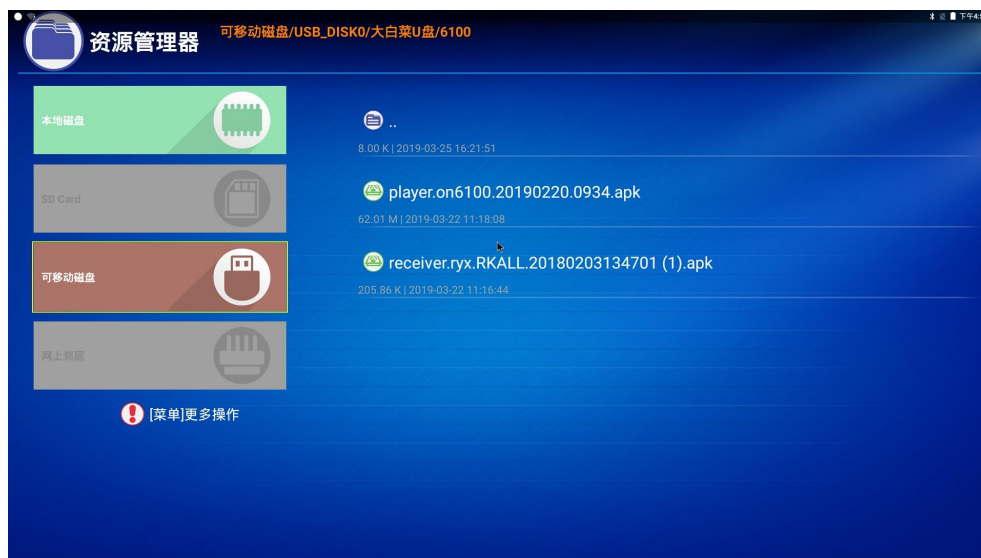 下午4:
资源管理器
可移动磁盘/USB_DISK0/大白菜U盘/6100
本地磁盘
SD Card
可移动磁盘
网上邻居
[菜单]更多操作
..
8.00 K | 2019-03-25 16:21:51
player.on6100.20190220.0934.apk
62.01 M | 2019-03-22 11:18:08
receiver.ryx.RKALL.20180203134701 (1).apk
205.86 K | 2019-03-22 11:16:44